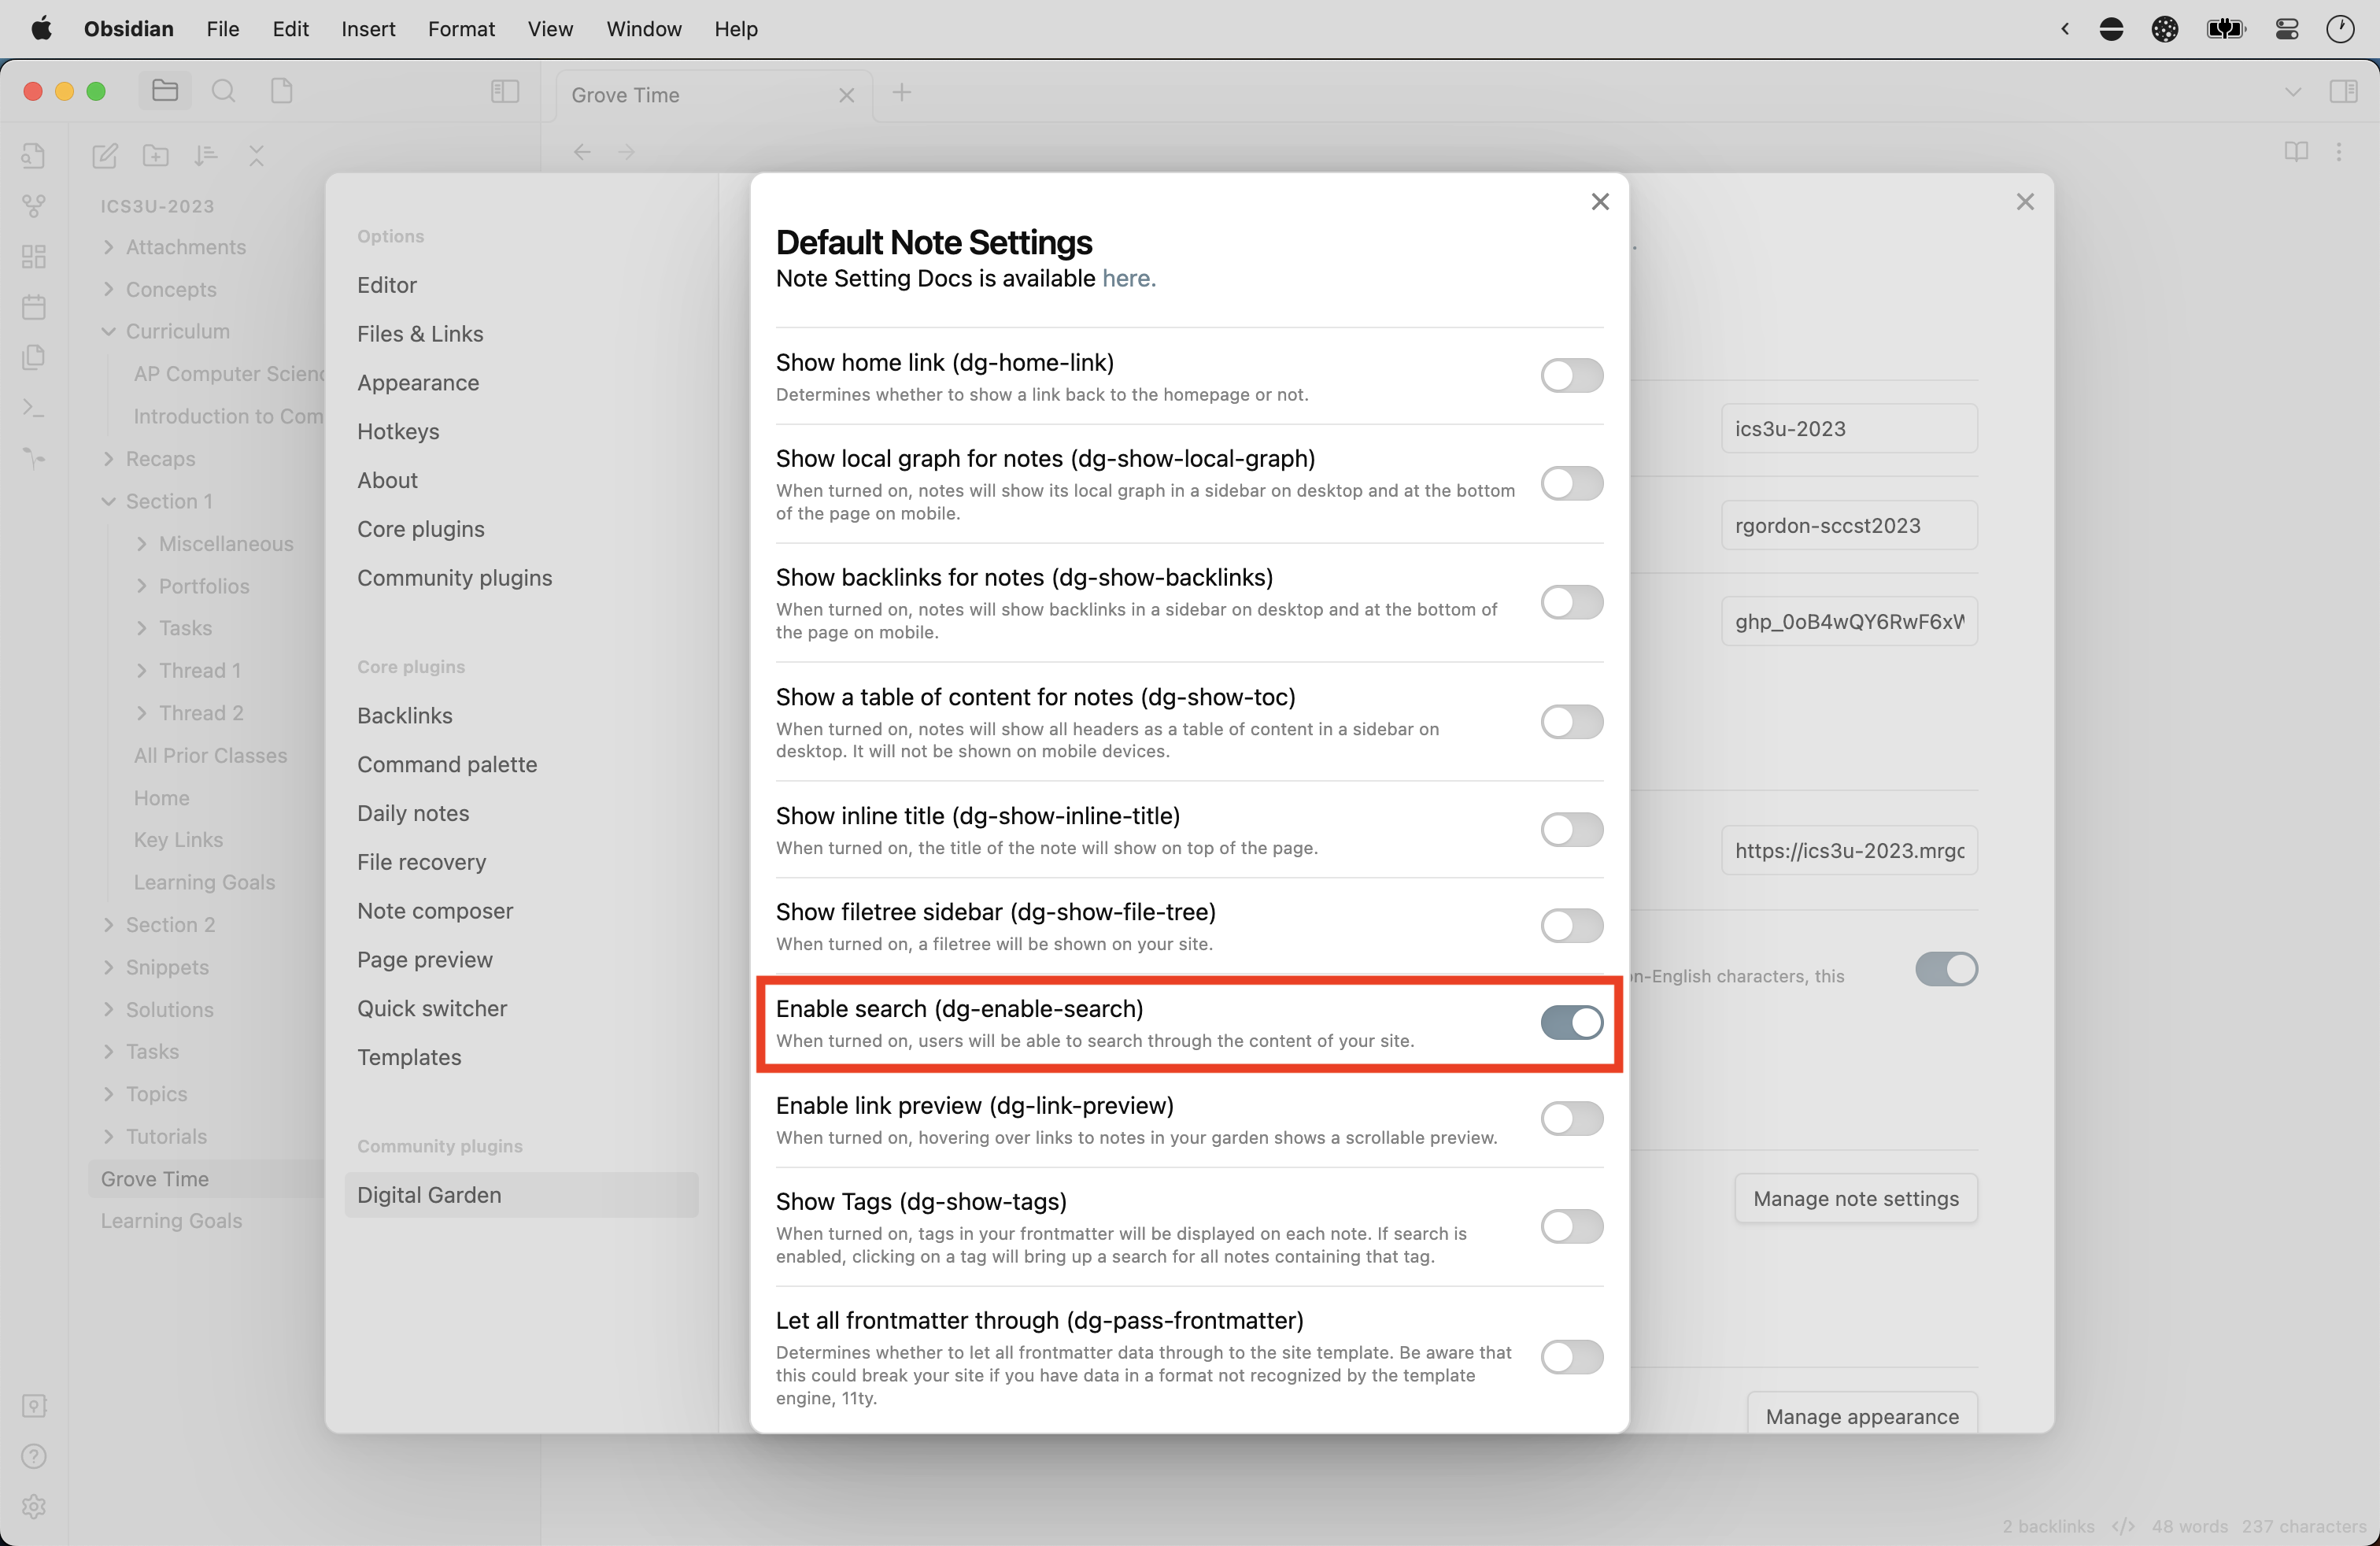 Obsidian File Edit Insert Format View Window Help
Grove Time
ICS3U-2023
Attachments
Concepts
Curriculum
AP Computer Scienc
Introduction to Com
Recaps
Section 1
Miscellaneous
Portfolios
Tasks
Thread 1
Thread 2
All Prior Classes
Home
Key Links
Learning Goals
Section 2
Snippets
Solutions
Tasks
Topics
Tutorials
Grove Time
Learning Goals
Options
Editor
Files & Links
Appearance
Hotkeys
About
Core plugins
Community plugins
Core plugins
Backlinks
Command palette
Daily notes
File recovery
Note composer
Page preview
Quick switcher
Templates
Community plugins
Digital Garden
Default Note Settings
Note Setting Docs is available here.
Show home link (dg-home-link)
Determines whether to show a link back to the homepage or not.
Show local graph for notes (dg-show-local-graph)
When turned on, notes will show its local graph in a sidebar on desktop and at the bottom
of the page on mobile.
Show backlinks for notes (dg-show-backlinks)
When turned on, notes will show backlinks in a sidebar on desktop and at the bottom of
the page on mobile.
Show a table of content for notes (dg-show-toc)
When turned on, notes will show all headers as a table of content in a sidebar on
desktop. It will not be shown on mobile devices.
Show inline title (dg-show-inline-title)
When turned on, the title of the note will show on top of the page.
Show filetree sidebar (dg-show-file-tree)
When turned on, a filetree will be shown on your site.
Enable search (dg-enable-search)
When turned on, users will be able to search through the content of your site.
Enable link preview (dg-link-preview)
When turned on, hovering over links to notes in your garden shows a scrollable preview.
Show Tags (dg-show-tags)
When turned on, tags in your frontmatter will be displayed on each note. If search is
enabled, clicking on a tag will bring up a search for all notes containing that tag.
Let all frontmatter through (dg-pass-frontmatter)
Determines whether to let all frontmatter data through to the site template. Be aware that
this could break your site if you have data in a format not recognized by the template
engine, 11ty.
ics3u-2023
rgordon-sccst2023
ghp_0oB4wQY6RwF6xW
https://ics3u-2023.mrgo
on-English characters, this
Manage note settings
Manage appearance
2 backlinks </> 48 words 237 characters